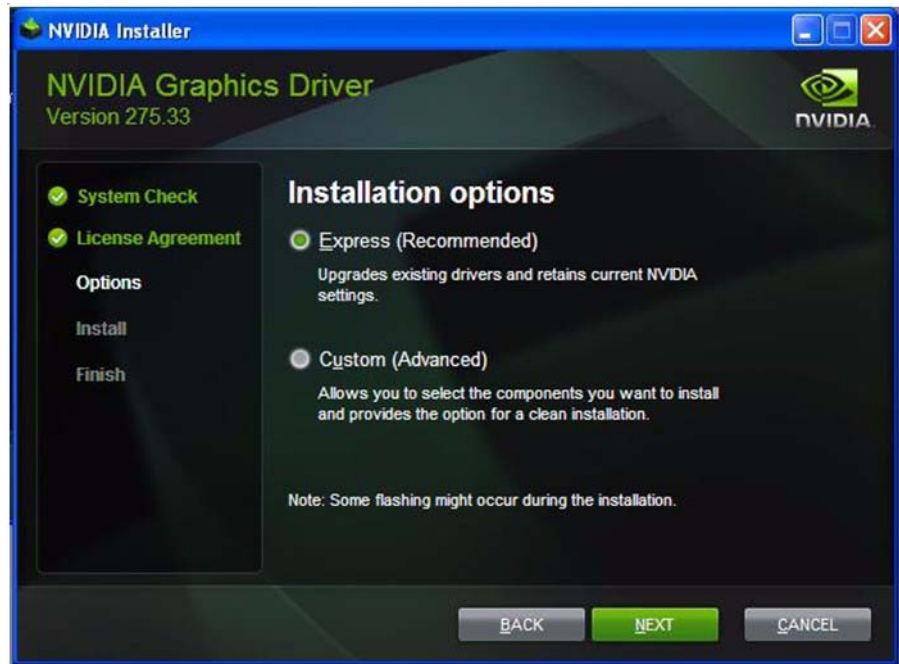 NVIDIA Installer
NVIDIA Graphics Driver
Version 275.33
NVIDIA
System Check
License Agreement
Options
Install
Finish
Installation options
Express (Recommended)
Upgrades existing drivers and retains current NVIDIA
settings.
Custom (Advanced)
Allows you to select the components you want to install
and provides the option for a clean installation.
Note: Some flashing might occur during the installation.
BACK
NEXT
CANCEL